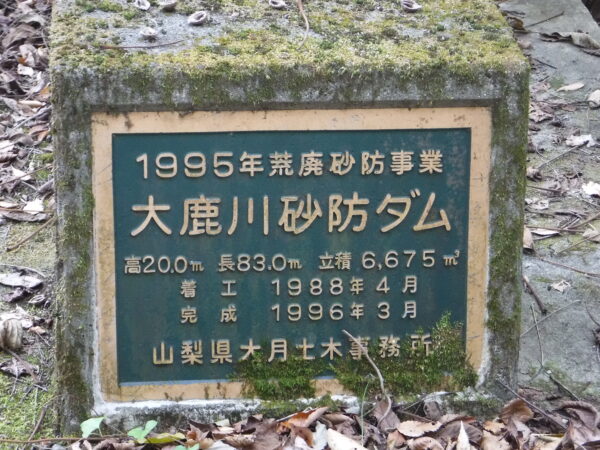 1995年荒廃砂防事業
大鹿川砂防ダム
高20.0m 長83.0m 立積 6,675m³
着工 1988年4月
完成 1996年3月
山梨県大月土木事務所